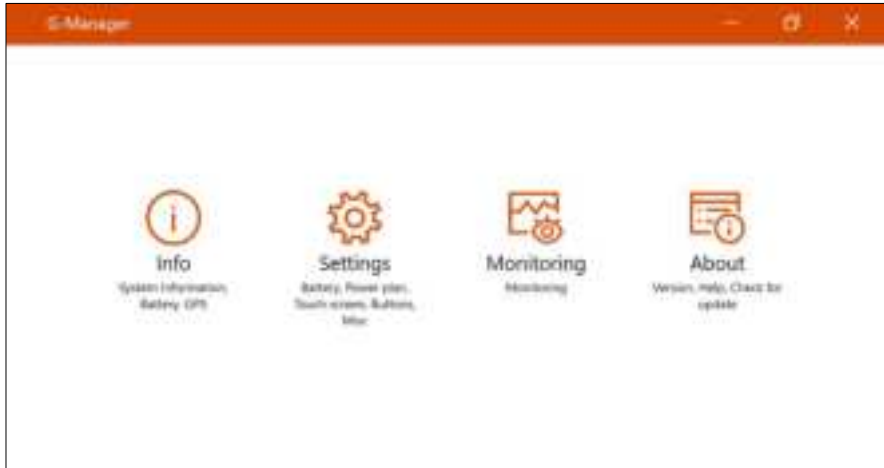 G-Manager
Info
System Information,
Battery, GPS
Settings
Battery, Power plan,
Touch screen, Buttons,
Misc
Monitoring
Monitoring
About
Version, Help, Check for
update